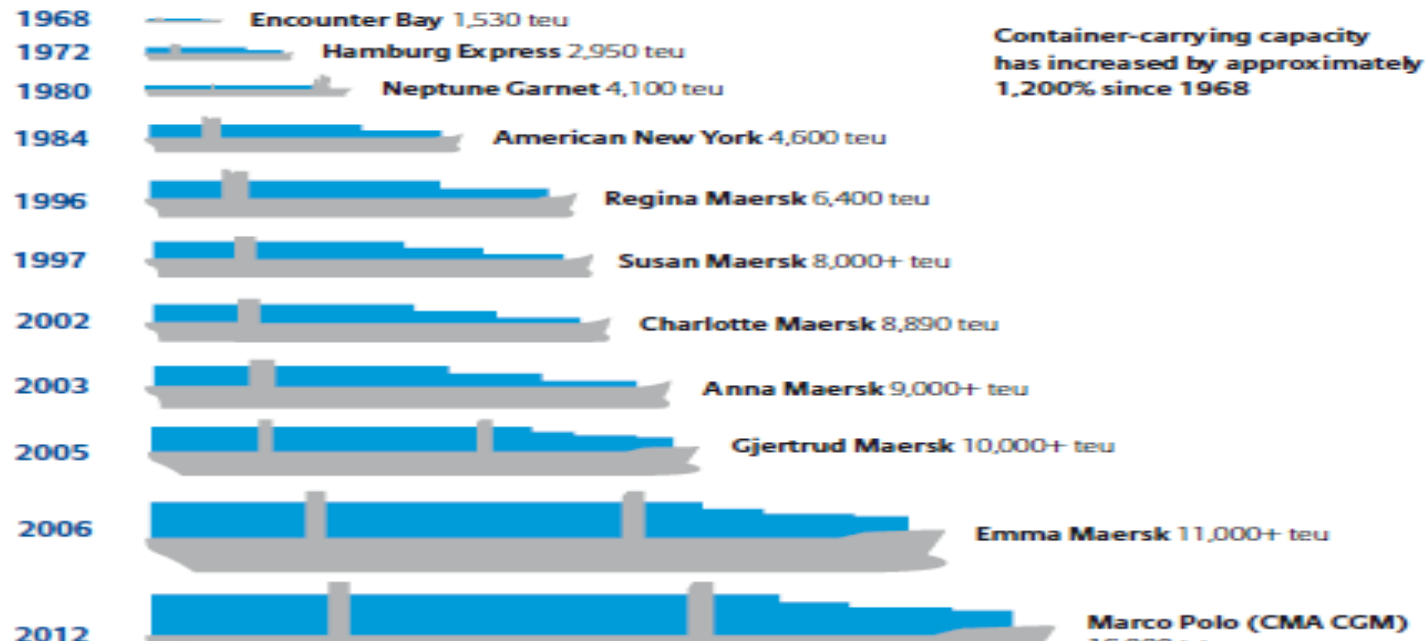 1968 Encounter Bay 1,530 teu
1972 Hamburg Express 2,950 teu
1980 Neptune Garnet 4,100 teu
1984 American New York 4,600 teu
1996 Regina Maersk 6,400 teu
1997 Susan Maersk 8,000+ teu
2002 Charlotte Maersk 8,890 teu
2003 Anna Maersk 9,000+ teu
2005 Gjertrud Maersk 10,000+ teu
2006 Emma Maersk 11,000+ teu
2012 Marco Polo (CMA CGM)
Container-carrying capacity
has increased by approximately
1,200% since 1968